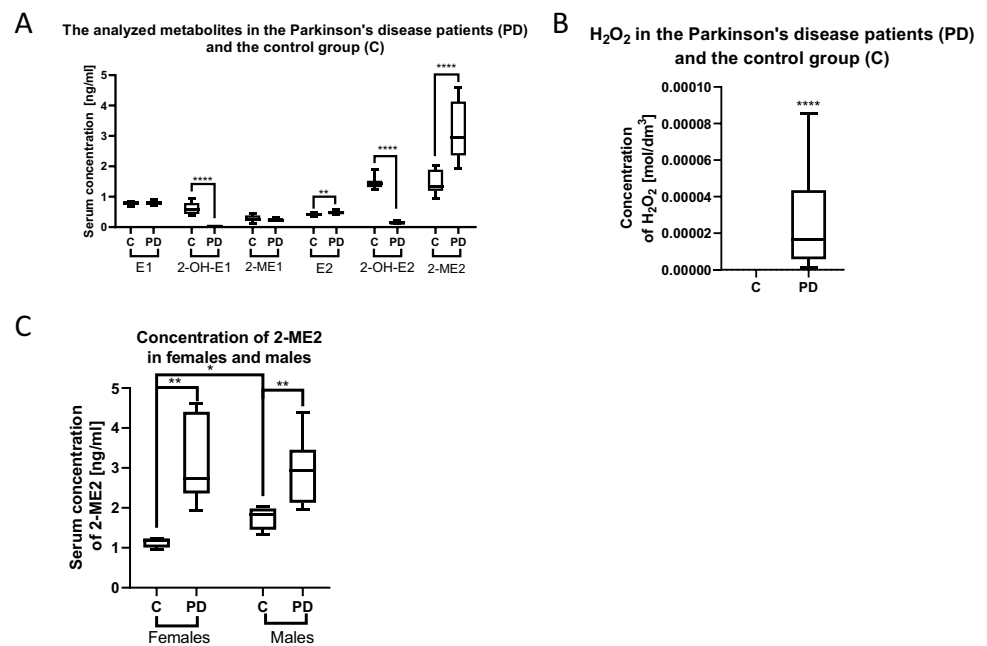 A
The analyzed metabolites in the Parkinson's disease patients (PD)
and the control group (C)
Serum concentration [ng/ml]
5
4
3
2
1
0
****
**
****
****
C PD C PD C PD C PD C PD C PD
E1 2-OH-E1 2-ME1 E2 2-OH-E2 2-ME2
B
H₂O₂ in the Parkinson's disease patients (PD)
and the control group (C)
Concentration
of H₂O₂ [mol/dm³]
0.00010
0.00008
0.00006
0.00004
0.00002
0.00000
****
C PD
C
Concentration of 2-ME2
in females and males
Serum concentration
of 2-ME2 [ng/ml]
5
4
3
2
1
0
*
**
**
C PD C PD
Females Males